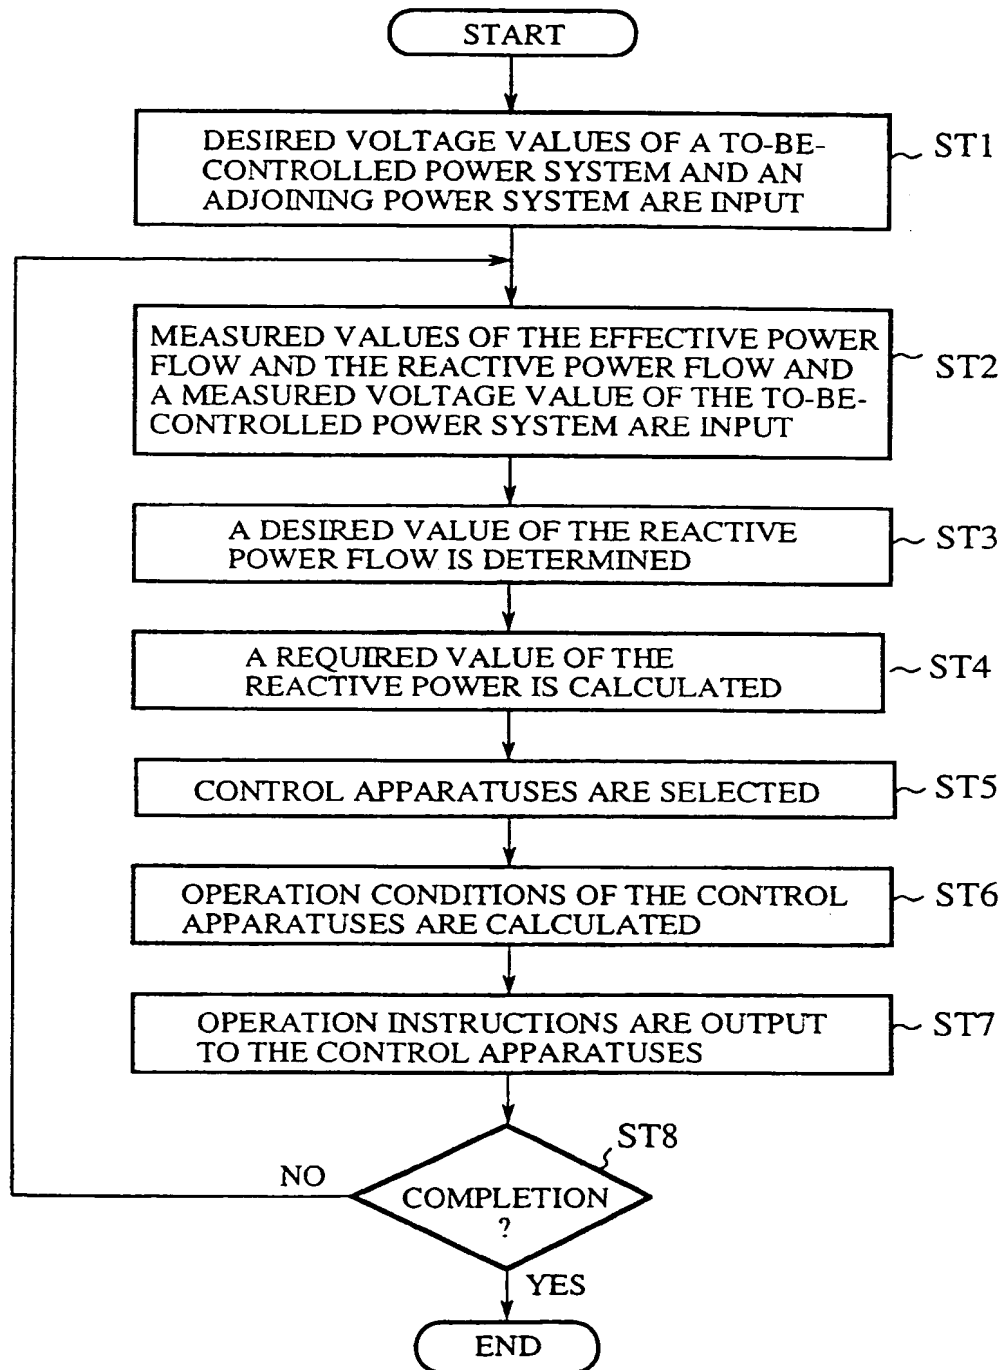 START
DESIRED VOLTAGE VALUES OF A TO-BE-
CONTROLLED POWER SYSTEM AND AN
ADJOINING POWER SYSTEM ARE INPUT
ST1
MEASURED VALUES OF THE EFFECTIVE POWER
FLOW AND THE REACTIVE POWER FLOW AND
A MEASURED VOLTAGE VALUE OF THE TO-BE-
CONTROLLED POWER SYSTEM ARE INPUT
ST2
A DESIRED VALUE OF THE REACTIVE
POWER FLOW IS DETERMINED
ST3
A REQUIRED VALUE OF THE
REACTIVE POWER IS CALCULATED
ST4
CONTROL APPARATUSES ARE SELECTED
ST5
OPERATION CONDITIONS OF THE CONTROL
APPARATUSES ARE CALCULATED
ST6
OPERATION INSTRUCTIONS ARE OUTPUT
TO THE CONTROL APPARATUSES
ST7
ST8
NO
COMPLETION
?
YES
END